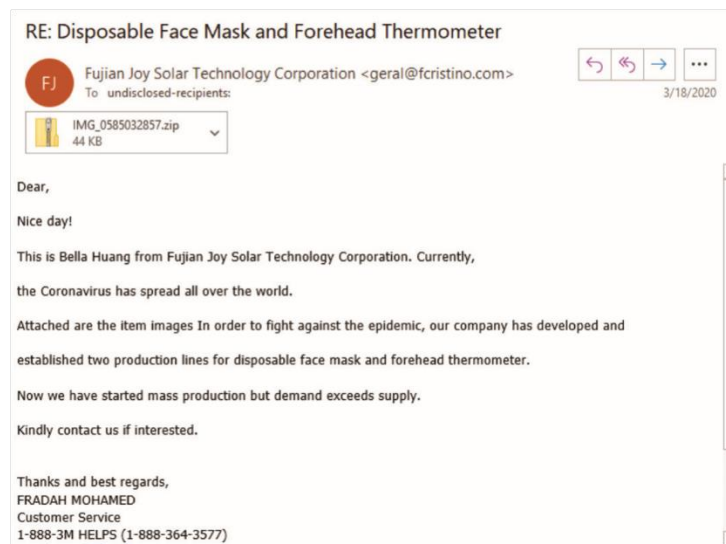 RE: Disposable Face Mask and Forehead Thermometer
FJ
Fujian Joy Solar Technology Corporation <geral@fcristino.com>
To undisclosed-recipients:
3/18/2020
IMG_0585032857.zip
44 KB
Dear,
Nice day!
This is Bella Huang from Fujian Joy Solar Technology Corporation. Currently,
the Coronavirus has spread all over the world.
Attached are the item images In order to fight against the epidemic, our company has developed and
established two production lines for disposable face mask and forehead thermometer.
Now we have started mass production but demand exceeds supply.
Kindly contact us if interested.
Thanks and best regards,
FRADAH MOHAMED
Customer Service
1-888-3M HELPS (1-888-364-3577)